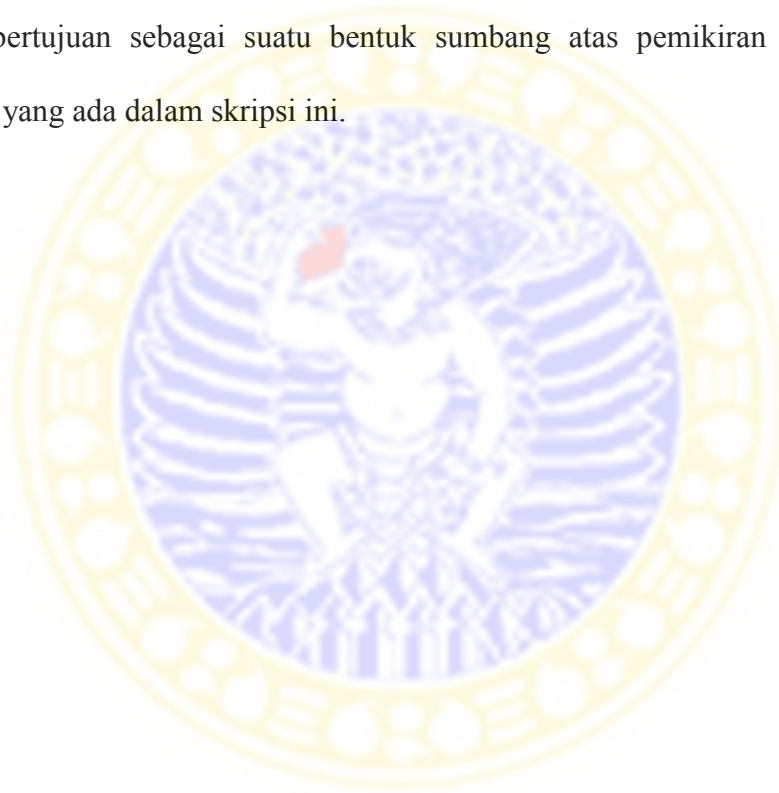 bertujuan sebagai suatu bentuk sumbang atas pemikiran
yang ada dalam skripsi ini.